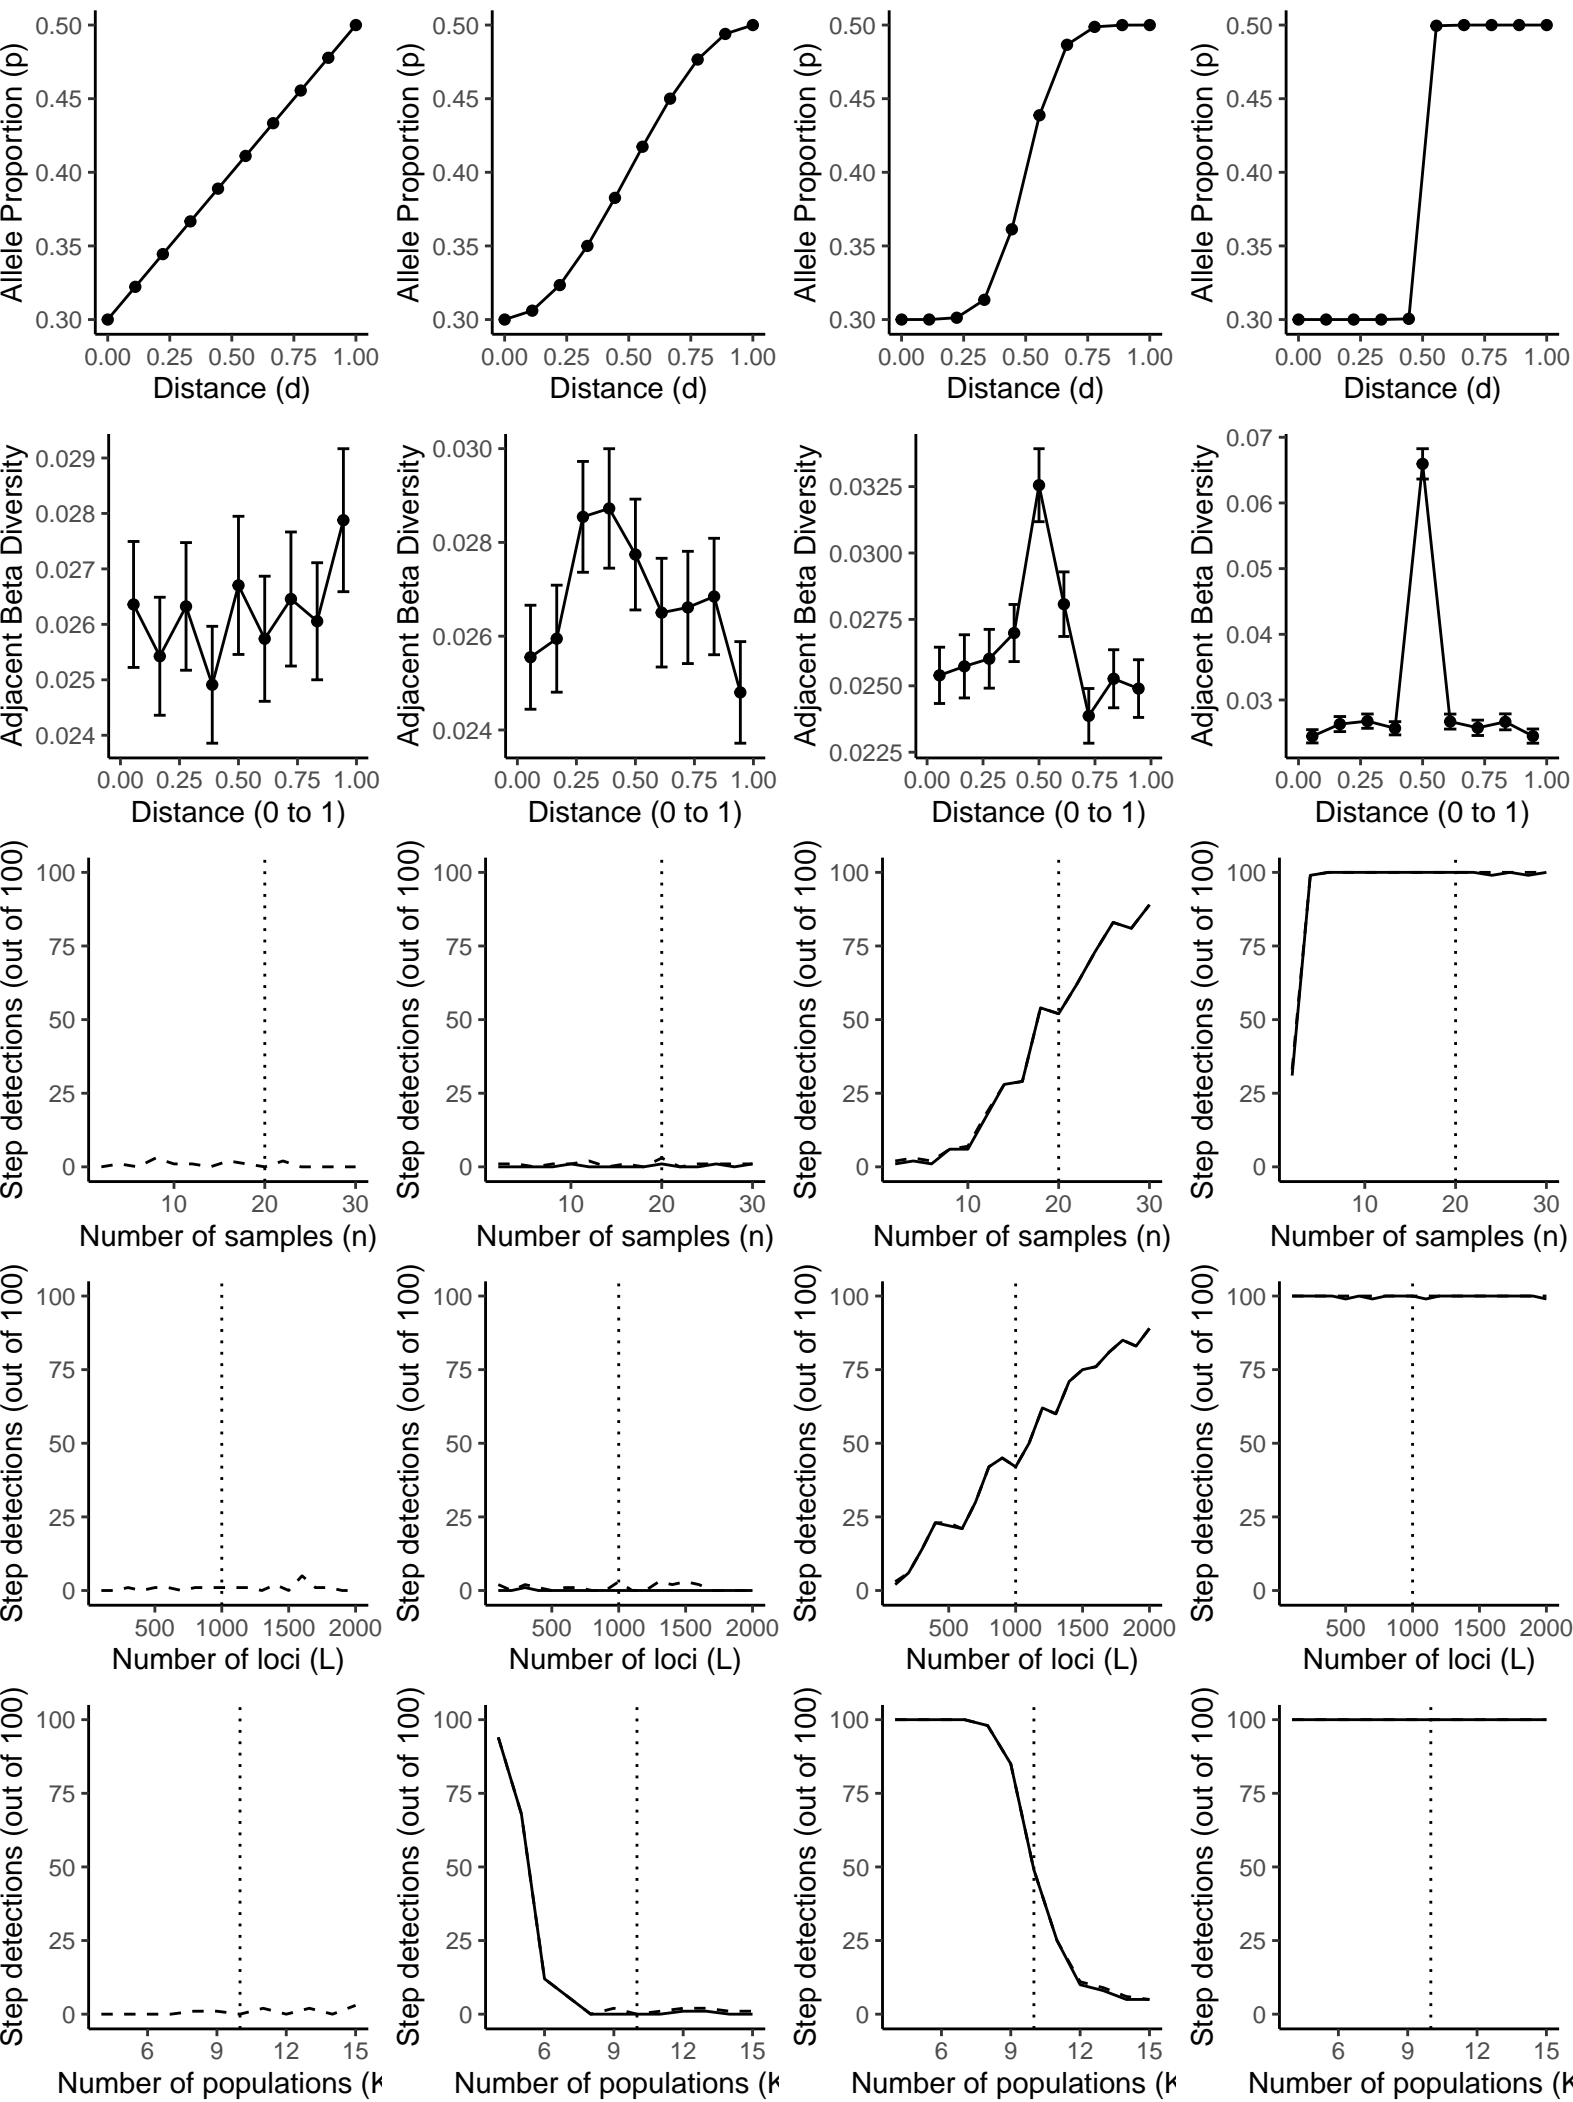 Allele Proportion (p)
0.50
0.45
0.40
0.35
0.30
0.00 0.25 0.50 0.75 1.00
Distance (d)
Allele Proportion (p)
0.50
0.45
0.40
0.35
0.30
0.00 0.25 0.50 0.75 1.00
Distance (d)
Allele Proportion (p)
0.50
0.45
0.40
0.35
0.30
0.00 0.25 0.50 0.75 1.00
Distance (d)
Allele Proportion (p)
0.50
0.45
0.40
0.35
0.30
0.00 0.25 0.50 0.75 1.00
Distance (d)
Adjacent Beta Diversity
0.029
0.028
0.027
0.026
0.025
0.024
0.00 0.25 0.50 0.75 1.00
Distance (0 to 1)
Adjacent Beta Diversity
0.030
0.028
0.026
0.024
0.00 0.25 0.50 0.75 1.00
Distance (0 to 1)
Adjacent Beta Diversity
0.0325
0.0300
0.0275
0.0250
0.0225
0.00 0.25 0.50 0.75 1.00
Distance (0 to 1)
Adjacent Beta Diversity
0.07
0.06
0.05
0.04
0.03
0.00 0.25 0.50 0.75 1.00
Distance (0 to 1)
Step detections (out of 100)
100
75
50
25
0
10 20 30
Number of samples (n)
Step detections (out of 100)
100
75
50
25
0
10 20 30
Number of samples (n)
Step detections (out of 100)
100
75
50
25
0
10 20 30
Number of samples (n)
Step detections (out of 100)
100
75
50
25
0
10 20 30
Number of samples (n)
Step detections (out of 100)
100
75
50
25
0
500 1000 1500 2000
Number of loci (L)
Step detections (out of 100)
100
75
50
25
0
500 1000 1500 2000
Number of loci (L)
Step detections (out of 100)
100
75
50
25
0
500 1000 1500 2000
Number of loci (L)
Step detections (out of 100)
100
75
50
25
0
500 1000 1500 2000
Number of loci (L)
Step detections (out of 100)
100
75
50
25
0
6 9 12 15
Number of populations (K
Step detections (out of 100)
100
75
50
25
0
6 9 12 15
Number of populations (K
Step detections (out of 100)
100
75
50
25
0
6 9 12 15
Number of populations (K
Step detections (out of 100)
100
75
50
25
0
6 9 12 15
Number of populations (K